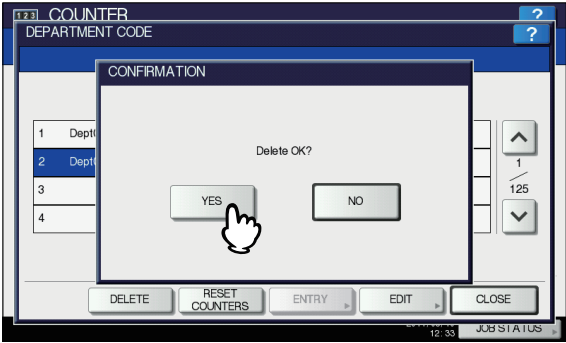 123 COUNTER ?
DEPARTMENT CODE ?
CONFIRMATION
1 Dept
Delete OK?
2 Dept
1
3
125
YES NO
4
DELETE RESET COUNTERS ENTRY EDIT CLOSE
12:33 JOB STATUS